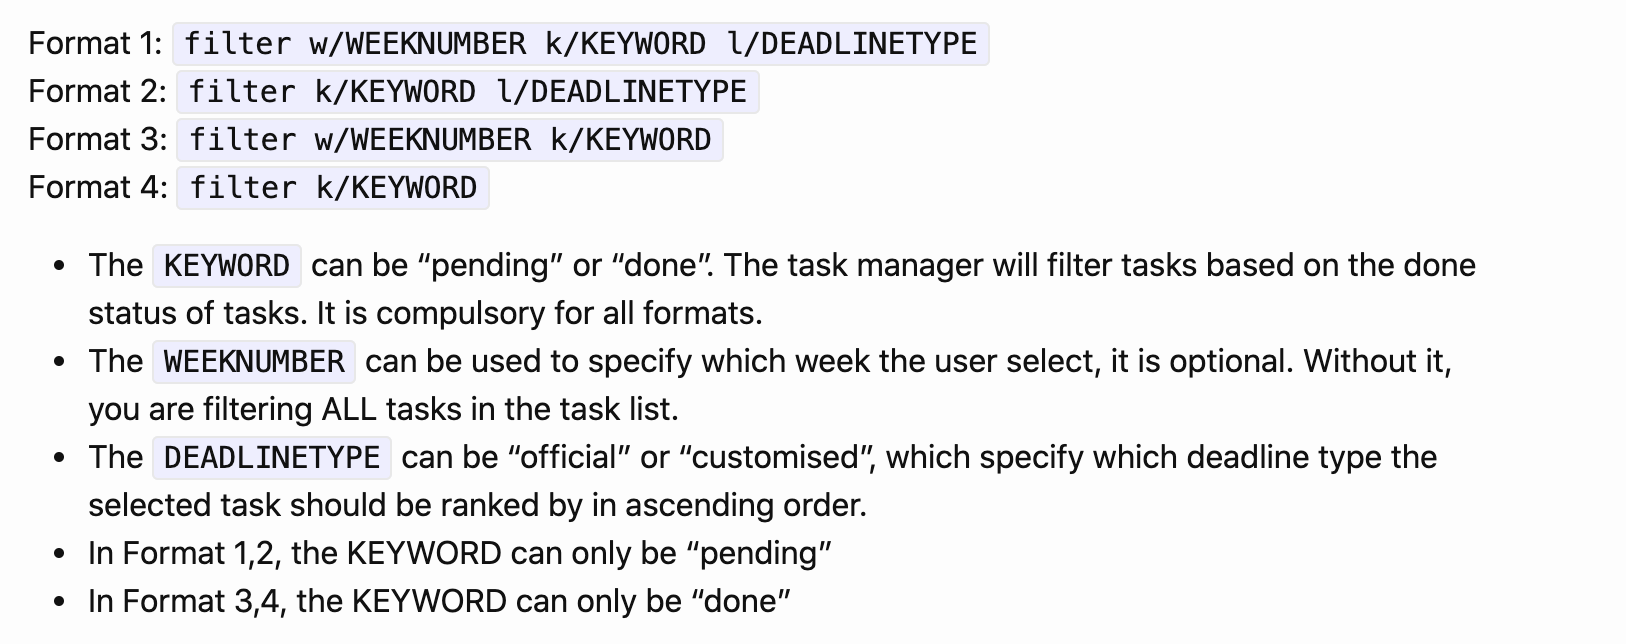 Format 1: filter w/WEEKNUMBER k/KEYWORD l/DEADLINETYPE
Format 2: filter k/KEYWORD l/DEADLINETYPE
Format 3: filter w/WEEKNUMBER k/KEYWORD
Format 4: filter k/KEYWORD
• The KEYWORD can be “pending” or “done”. The task manager will filter tasks based on the done
status of tasks. It is compulsory for all formats.
• The WEEKNUMBER can be used to specify which week the user select, it is optional. Without it,
you are filtering ALL tasks in the task list.
• The DEADLINETYPE can be “official” or “customised”, which specify which deadline type the
selected task should be ranked by in ascending order.
• In Format 1,2, the KEYWORD can only be “pending”
• In Format 3,4, the KEYWORD can only be “done”